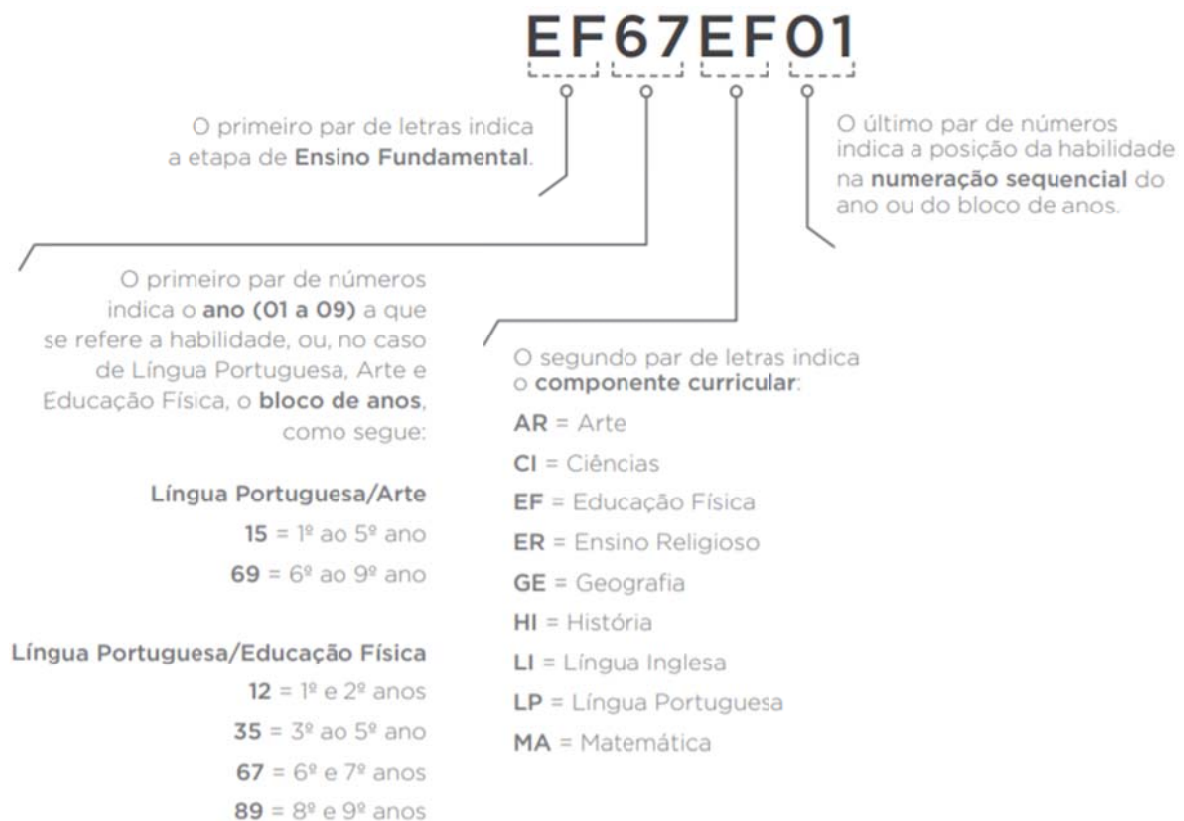 EF67EF01
O primeiro par de letras indica
a etapa de Ensino Fundamental.
O último par de números
indica a posição da habilidade
na numeração sequencial do
ano ou do bloco de anos.
O primeiro par de números
indica o ano (01 a 09) a que
se refere a habilidade, ou, no caso
de Língua Portuguesa, Arte e
Educação Física, o bloco de anos,
como segue:
Língua Portuguesa/Arte
15 = 1º ao 5º ano
69 = 6º ao 9º ano
Língua Portuguesa/Educação Física
12 = 1º e 2º anos
35 = 3º ao 5º ano
67 = 6º e 7º anos
89 = 8º e 9º anos
O segundo par de letras indica
o componente curricular:
AR = Arte
CI = Ciências
EF = Educação Física
ER = Ensino Religioso
GE = Geografia
HI = História
LI = Língua Inglesa
LP = Língua Portuguesa
MA = Matemática